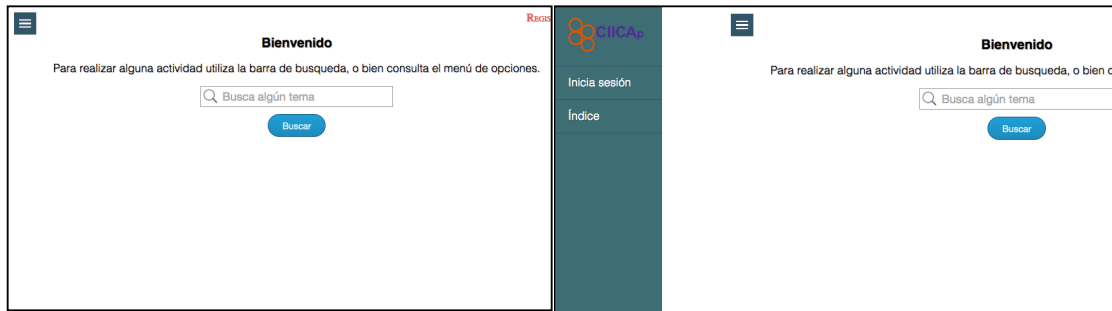 Regis
Bienvenido
Para realizar alguna actividad utiliza la barra de busqueda, o bien consulta el menú de opciones.
Busca algún tema
Buscar
CIICAp
Inicia sesión
Índice
Bienvenido
Para realizar alguna actividad utiliza la barra de busqueda, o bien c
Busca algún tema
Buscar